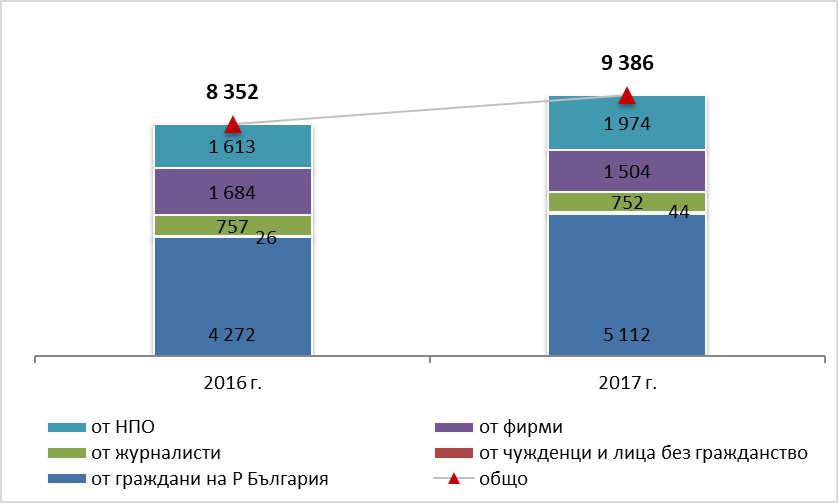 9 386
8 352
1 974
1 613
1 504
1 684
752
44
757
26
4 272
5 112
2016 г.
2017 г.
от НПО
от фирми
от журналисти
от чужденци и лица без гражданство
от граждани на Р България
общо